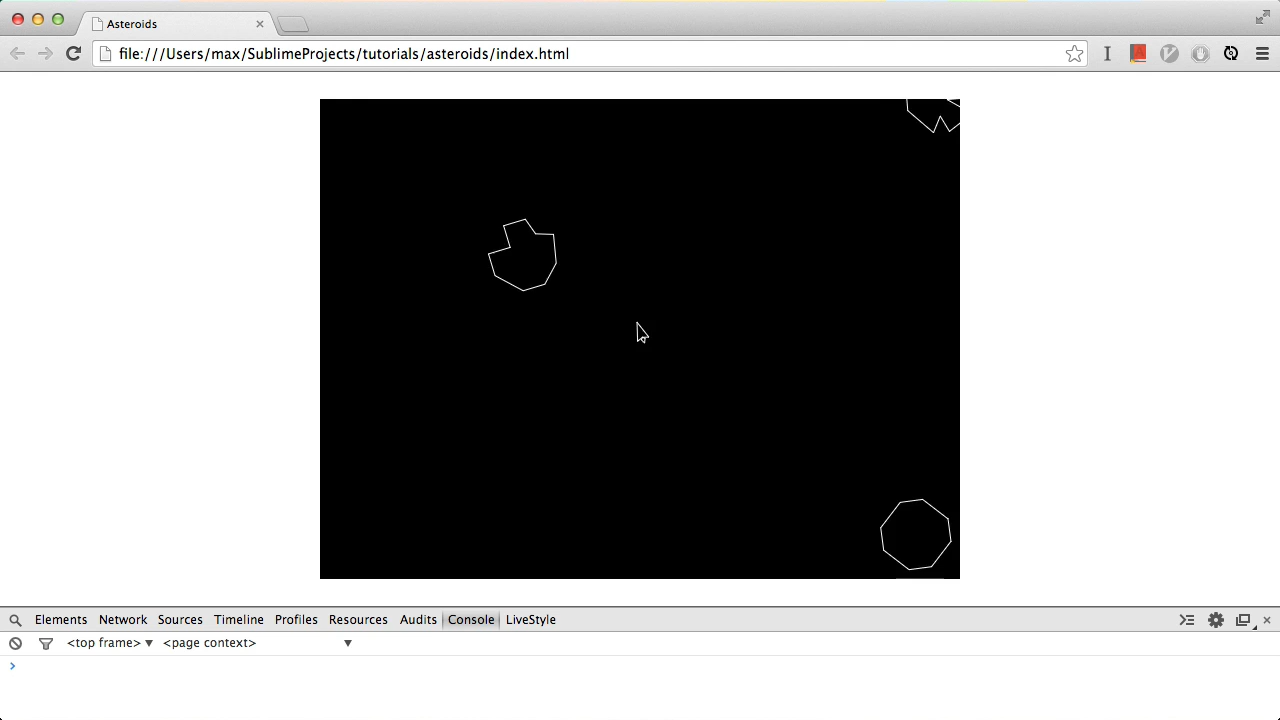 Asteroids
file:///Users/max/SublimeProjects/tutorials/asteroids/index.html
Elements Network Sources Timeline Profiles Resources Audits Console LiveStyle
<top frame> <page context>